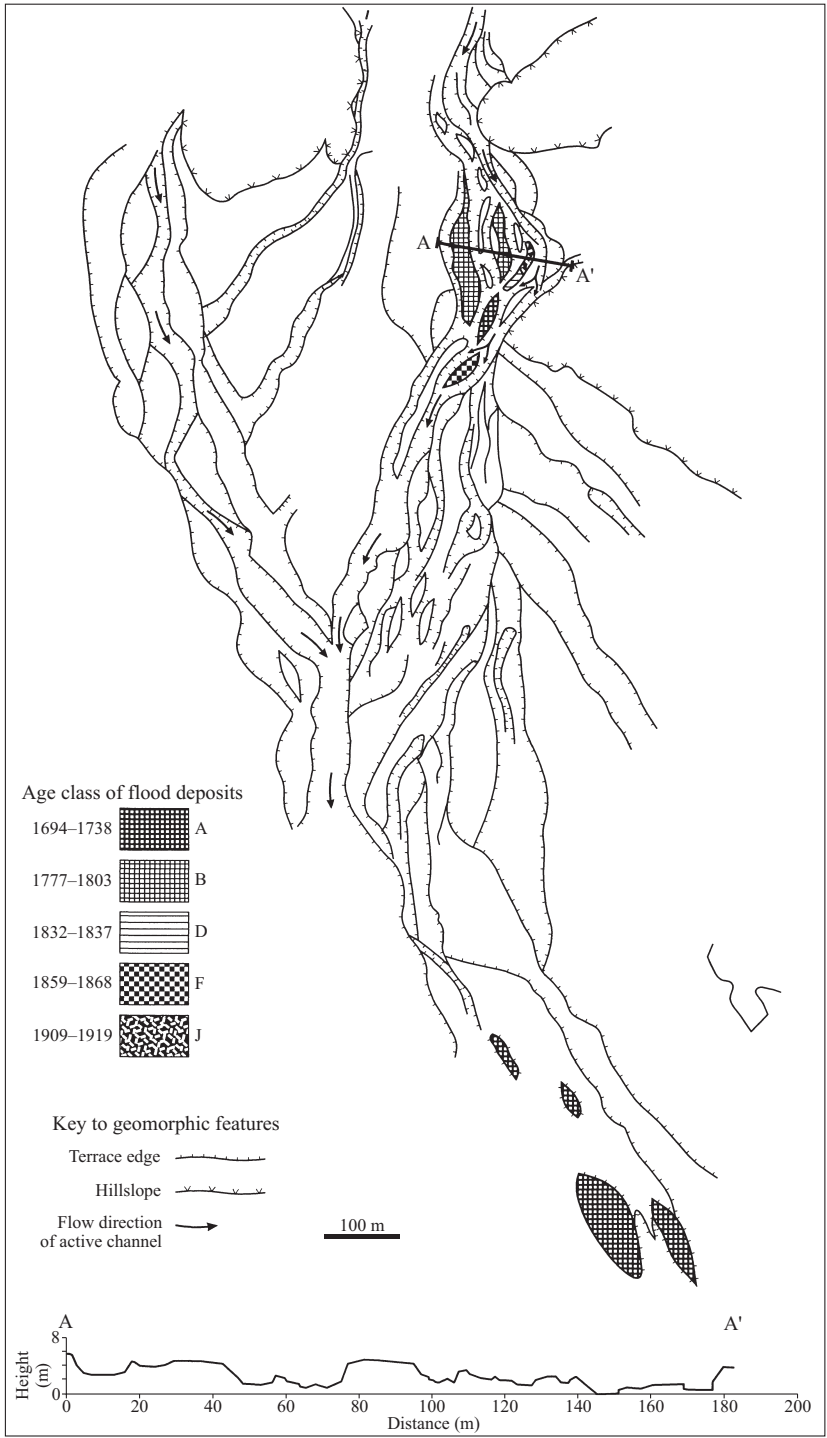 A
A'
Age class of flood deposits
1694–1738 A
1777–1803 B
1832–1837 D
1859–1868 F
1909–1919 J
Key to geomorphic features
Terrace edge
Hillslope
Flow direction
of active channel
100 m
A
A'
8
0
Height
(m)
0 20 40 60 80 100 120 140 160 180 200
Distance (m)